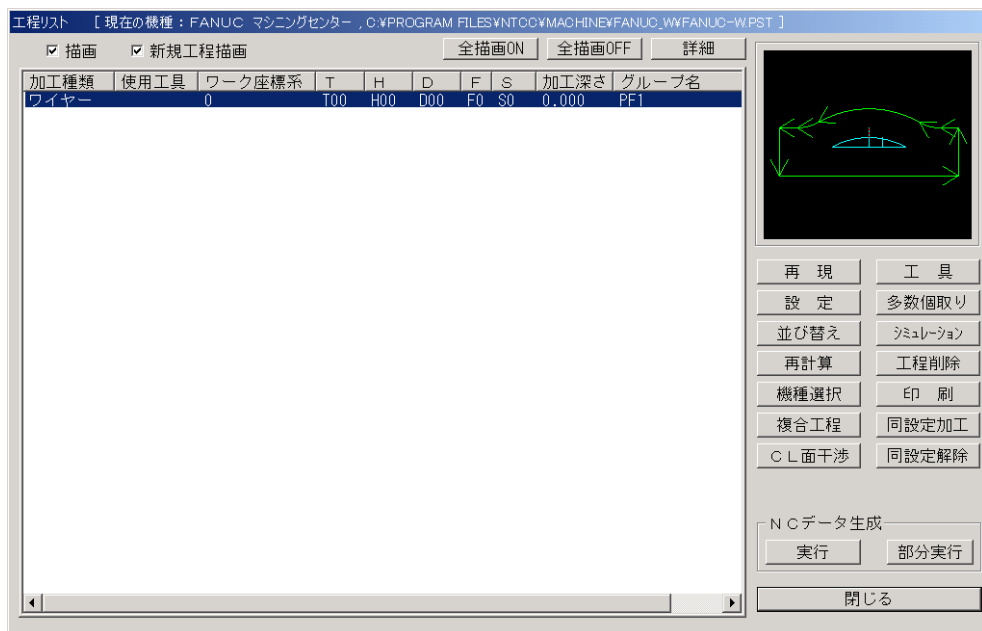 工程リスト　［ 現在の機種：FANUC マシニングセンター , C:¥PROGRAM FILES¥NTCC¥MACHINE¥FANUC_W¥FANUC-W.PST ］
描画 新規工程描画 全描画ON 全描画OFF 詳細
加工種類 使用工具 ワーク座標系 T H D F S 加工深さ グループ名
ワイヤー 0 T00 H00 D00 F0 S0 0.000 PF1
再　現 工　具
設　定 多数個取り
並び替え ｼﾐｭﾚｰｼｮﾝ
再計算 工程削除
機種選択 印　刷
複合工程 同設定加工
ＣＬ面干渉 同設定解除
ＮＣデータ生成
実行 部分実行
閉じる